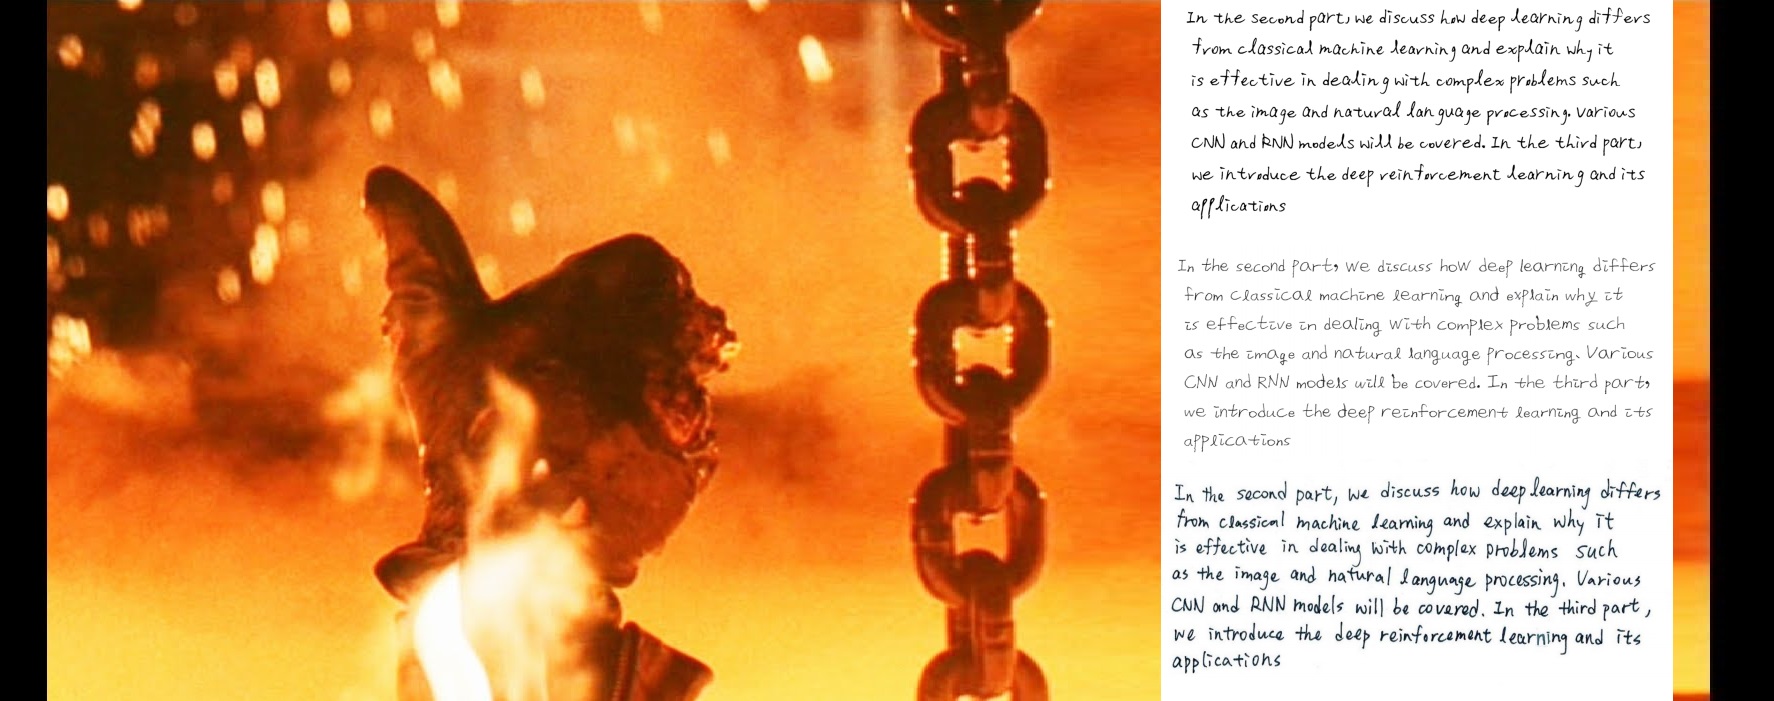 In the second part, we discuss how deep learning differs
from classical machine learning and explain why it
is effective in dealing with complex problems such
as the image and natural language processing. Various
CNN and RNN models will be covered. In the third part,
we introduce the deep reinforcement learning and its
applications
In the second part, we discuss how deep learning differs
from classical machine learning and explain why it
is effective in dealing with complex problems such
as the image and natural language processing. Various
CNN and RNN models will be covered. In the third part,
we introduce the deep reinforcement learning and its
applications
In the second part, we discuss how deep learning differs
from classical machine learning and explain why it
is effective in dealing with complex problems such
as the image and natural language processing. Various
CNN and RNN models will be covered. In the third part,
we introduce the deep reinforcement learning and its
applications